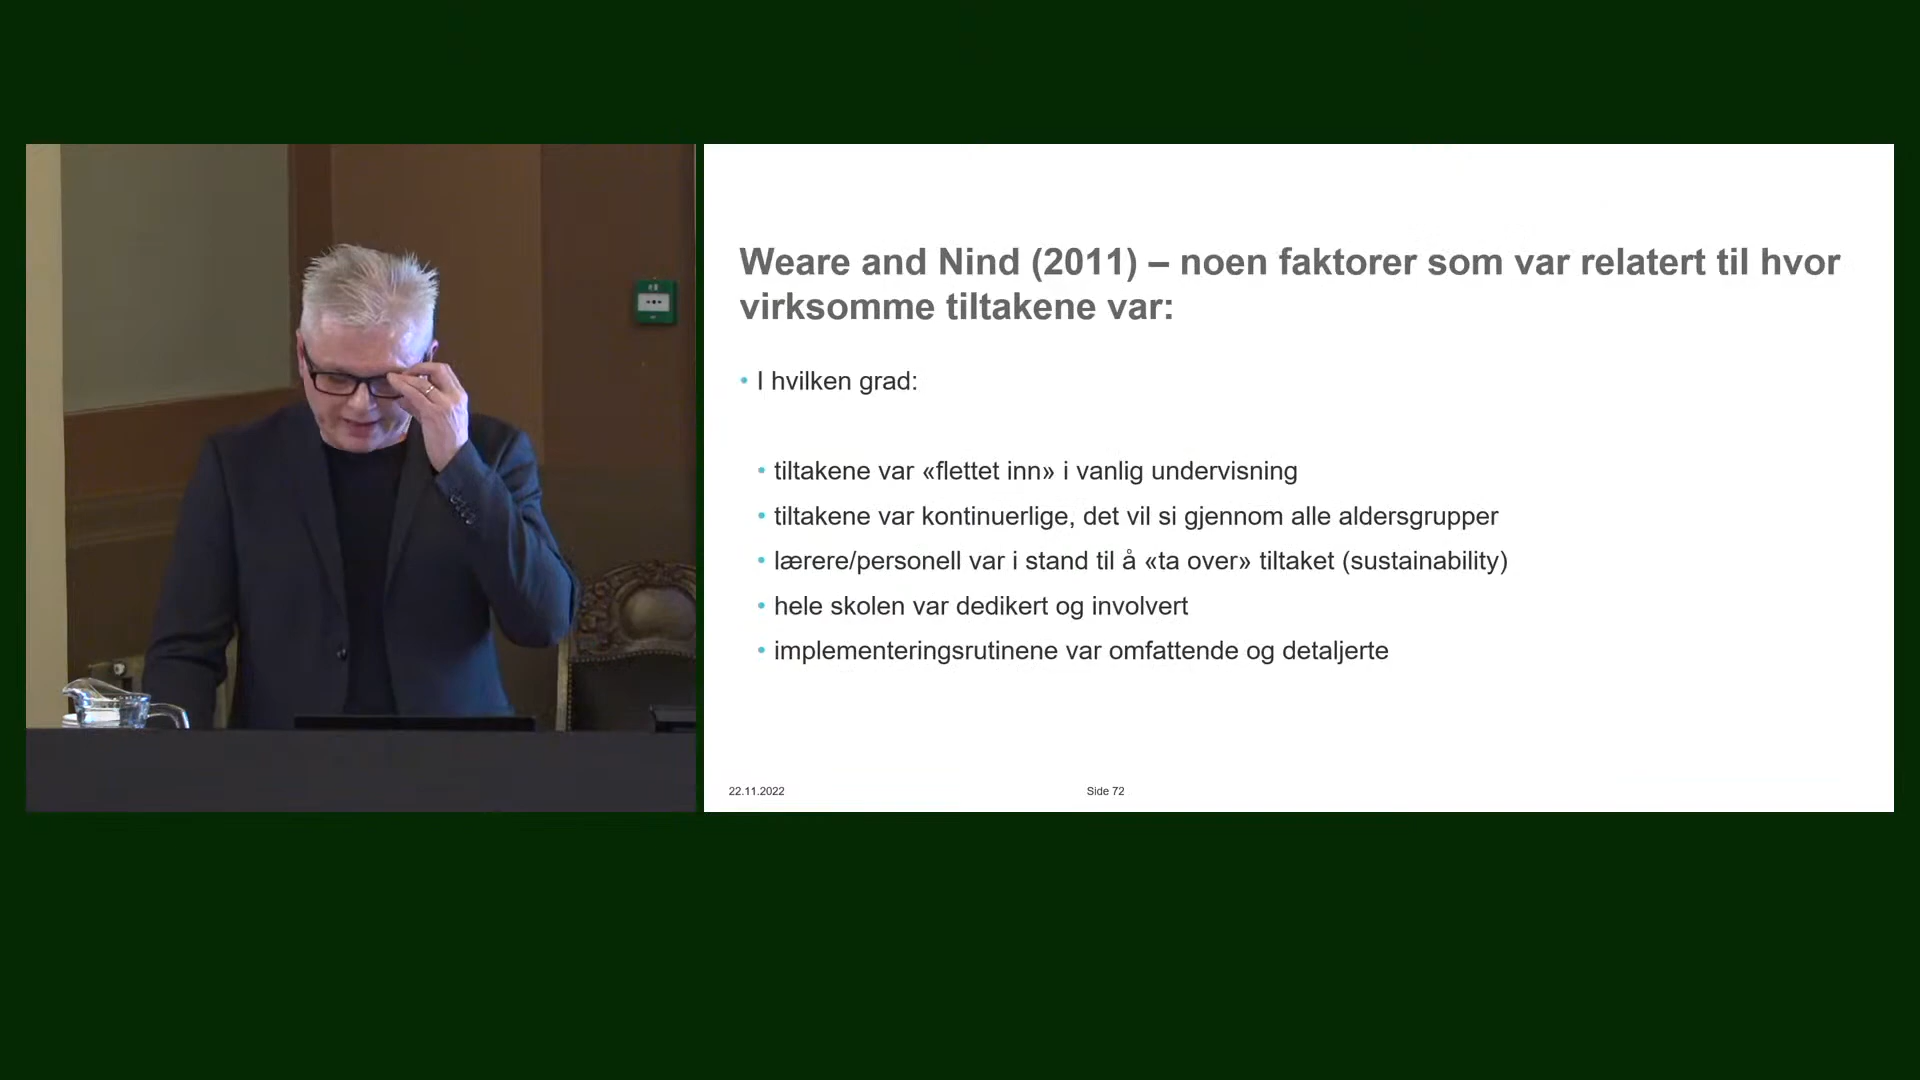 Weare and Nind (2011) – noen faktorer som var relatert til hvor
virksomme tiltakene var:
• I hvilken grad:
• tiltakene var «flettet inn» i vanlig undervisning
• tiltakene var kontinuerlige, det vil si gjennom alle aldersgrupper
• lærere/personell var i stand til å «ta over» tiltaket (sustainability)
• hele skolen var dedikert og involvert
• implementeringsrutinene var omfattende og detaljerte
22.11.2022
Side 72